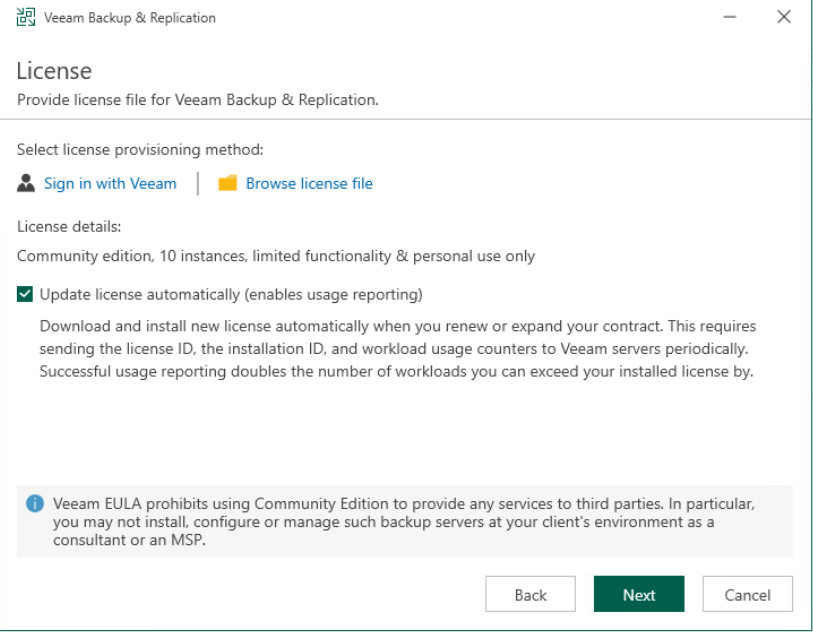 Veeam Backup & Replication
License
Provide license file for Veeam Backup & Replication.
Select license provisioning method:
Sign in with Veeam
Browse license file
License details:
Community edition, 10 instances, limited functionality & personal use only
Update license automatically (enables usage reporting)
Download and install new license automatically when you renew or expand your contract. This requires
sending the license ID, the installation ID, and workload usage counters to Veeam servers periodically.
Successful usage reporting doubles the number of workloads you can exceed your installed license by.
Veeam EULA prohibits using Community Edition to provide any services to third parties. In particular,
you may not install, configure or manage such backup servers at your client's environment as a
consultant or an MSP.
Back
Next
Cancel